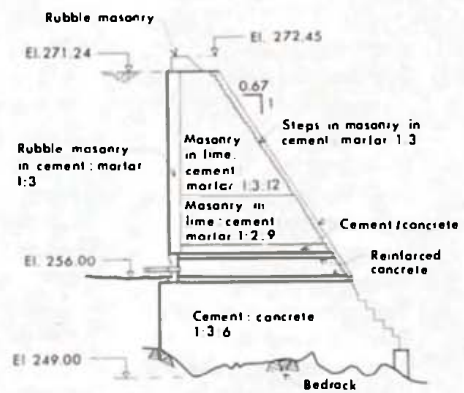 Rubble masonry
El. 272.45
El. 271.24
0.67
1
Rubble masonry
in cement: mortar
1:3
Masonry
in lime:
cement
mortar 1:3:12
Steps in masonry in
cement mortar 1:3
Masonry in
lime:cement
mortar 1:2.9
Cement/concrete
Reinforced
concrete
El. 256.00
Cement: concrete
1:3:6
El 249.00
Bedrock